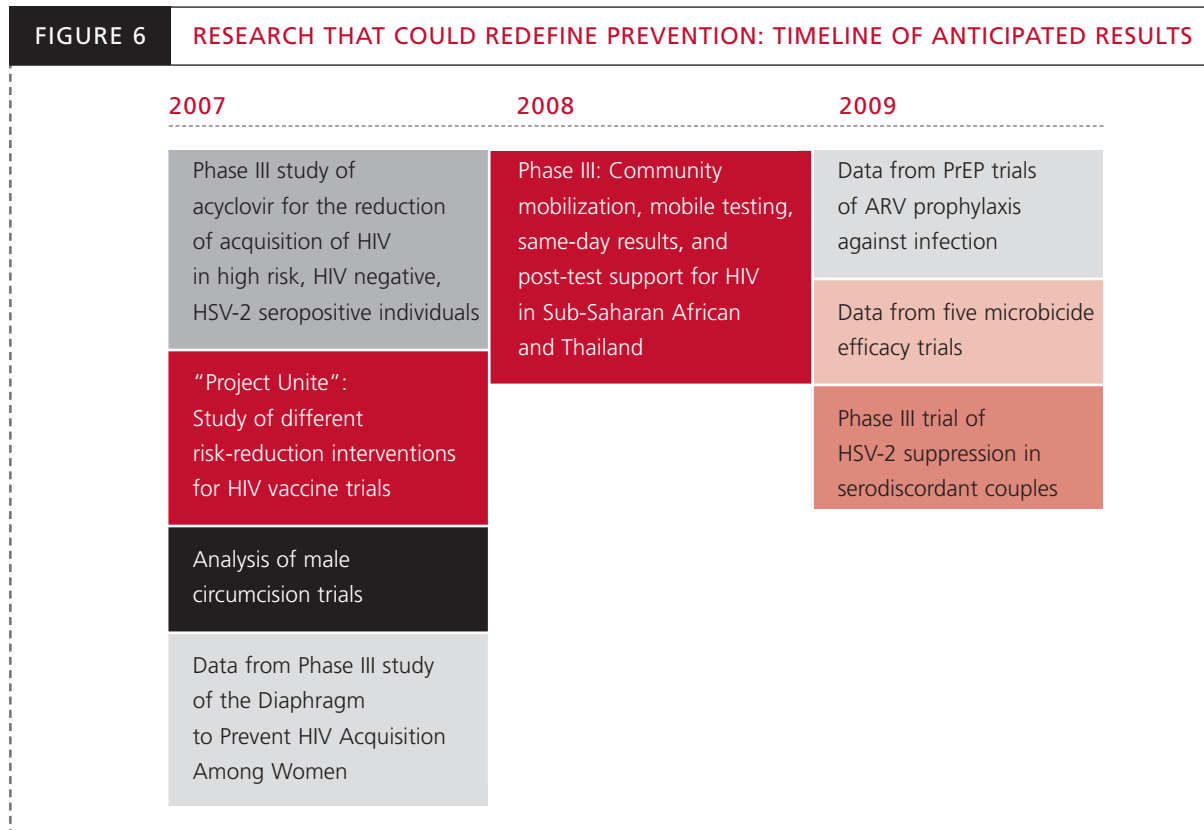 FIGURE 6
RESEARCH THAT COULD REDEFINE PREVENTION: TIMELINE OF ANTICIPATED RESULTS
2007
Phase III study of
acyclovir for the reduction
of acquisition of HIV
in high risk, HIV negative,
HSV-2 seropositive individuals
“Project Unite”:
Study of different
risk-reduction interventions
for HIV vaccine trials
Analysis of male
circumcision trials
Data from Phase III study
of the Diaphragm
to Prevent HIV Acquisition
Among Women
2008
Phase III: Community
mobilization, mobile testing,
same-day results, and
post-test support for HIV
in Sub-Saharan African
and Thailand
2009
Data from PrEP trials
of ARV prophylaxis
against infection
Data from five microbicide
efficacy trials
Phase III trial of
HSV-2 suppression in
serodiscordant couples